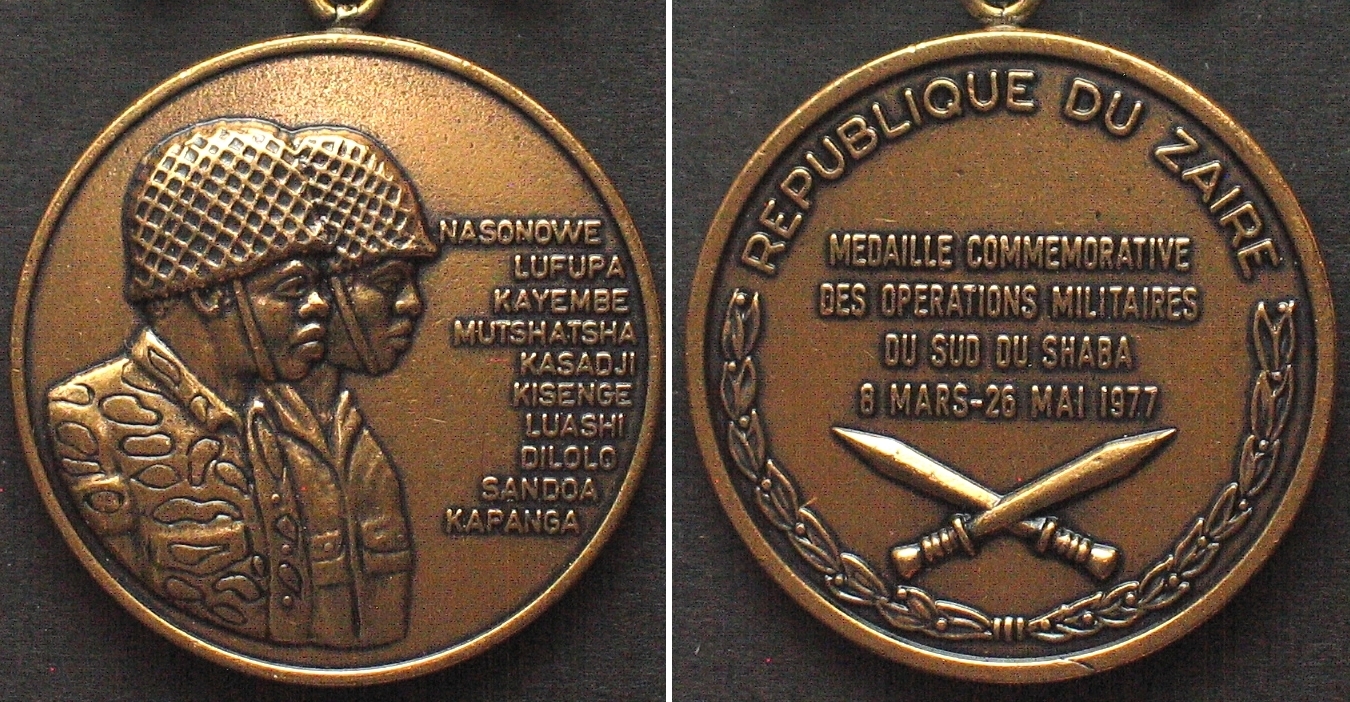 NASONOWE
LUFUPA
KAYEMBE
MUTSHATSHA
KASADJI
KISENGE
LUASHI
DILOLO
SANDOA
KAPANGA
REPUBLIQUE DU ZAIRE
MEDAILLE COMMEMORATIVE
DES OPERATIONS MILITAIRES
DU SUD DU SHABA
8 MARS-26 MAI 1977